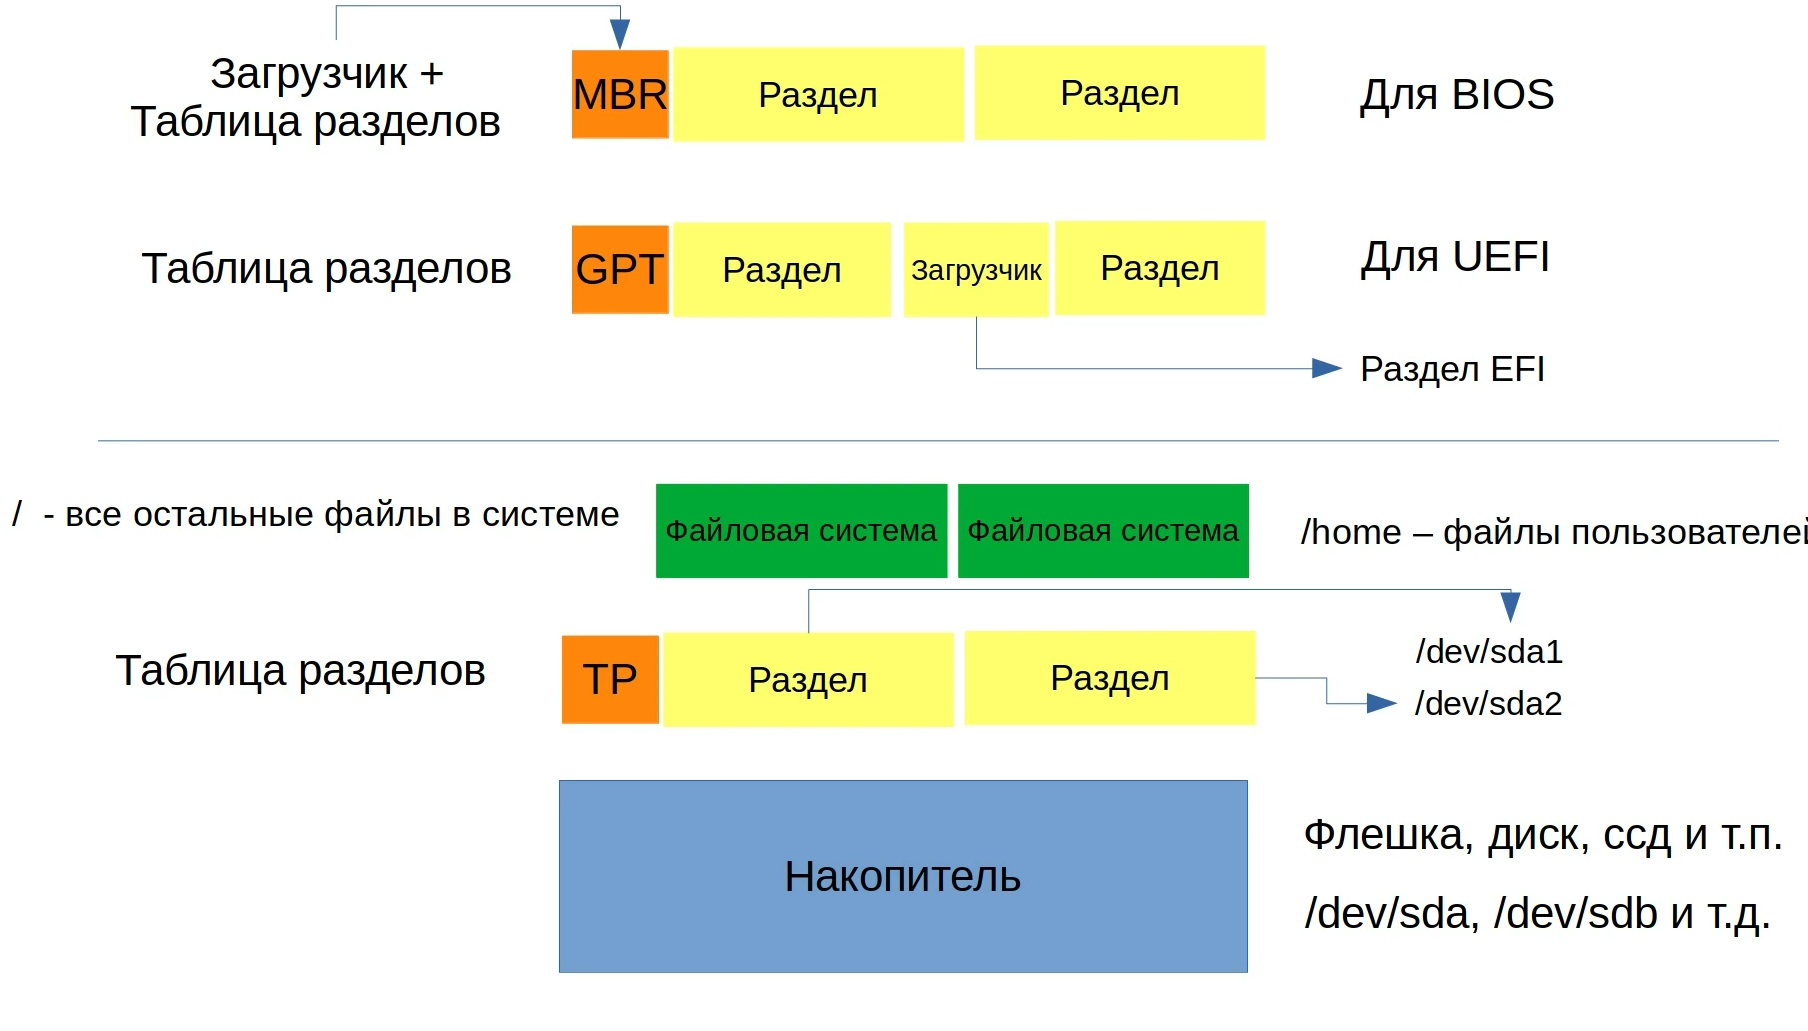 Загрузчик +
Таблица разделов
MBR
Раздел
Раздел
Для BIOS
Таблица разделов
GPT
Раздел
Загрузчик
Раздел
Для UEFI
Раздел EFI
/ - все остальные файлы в системе
Файловая система
Файловая система
/home – файлы пользователей
Таблица разделов
TP
Раздел
Раздел
/dev/sda1
/dev/sda2
Накопитель
Флешка, диск, ссд и т.п.
/dev/sda, /dev/sdb и т.д.